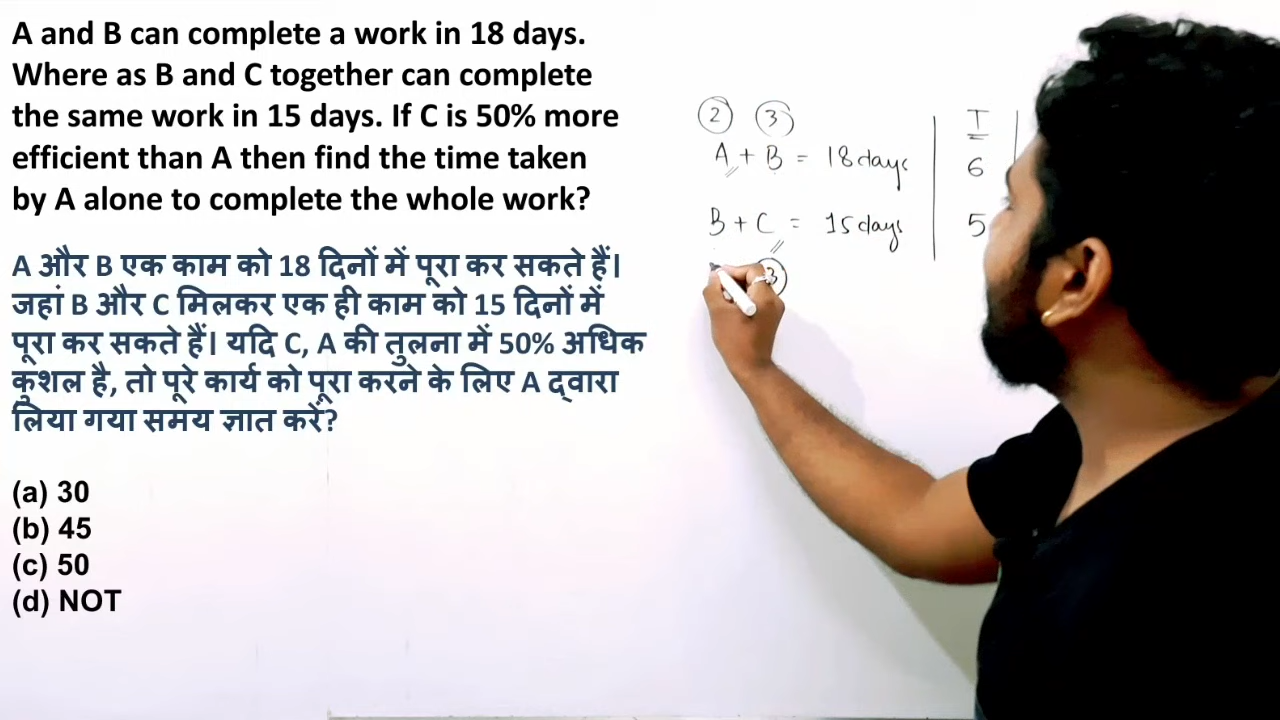 A and B can complete a work in 18 days.
Where as B and C together can complete
the same work in 15 days. If C is 50% more
efficient than A then find the time taken
by A alone to complete the whole work?
A और B एक काम को 18 दिनों में पूरा कर सकते हैं।
जहां B और C मिलकर एक ही काम को 15 दिनों में
पूरा कर सकते हैं। यदि C, A की तुलना में 50% अधिक
कुशल है, तो पूरे कार्य को पूरा करने के लिए A द्वारा
लिया गया समय ज्ञात करें?
(a) 30
(b) 45
(c) 50
(d) NOT
2 3 T
A + B = 18 days 6
B + C = 15 days 5
3